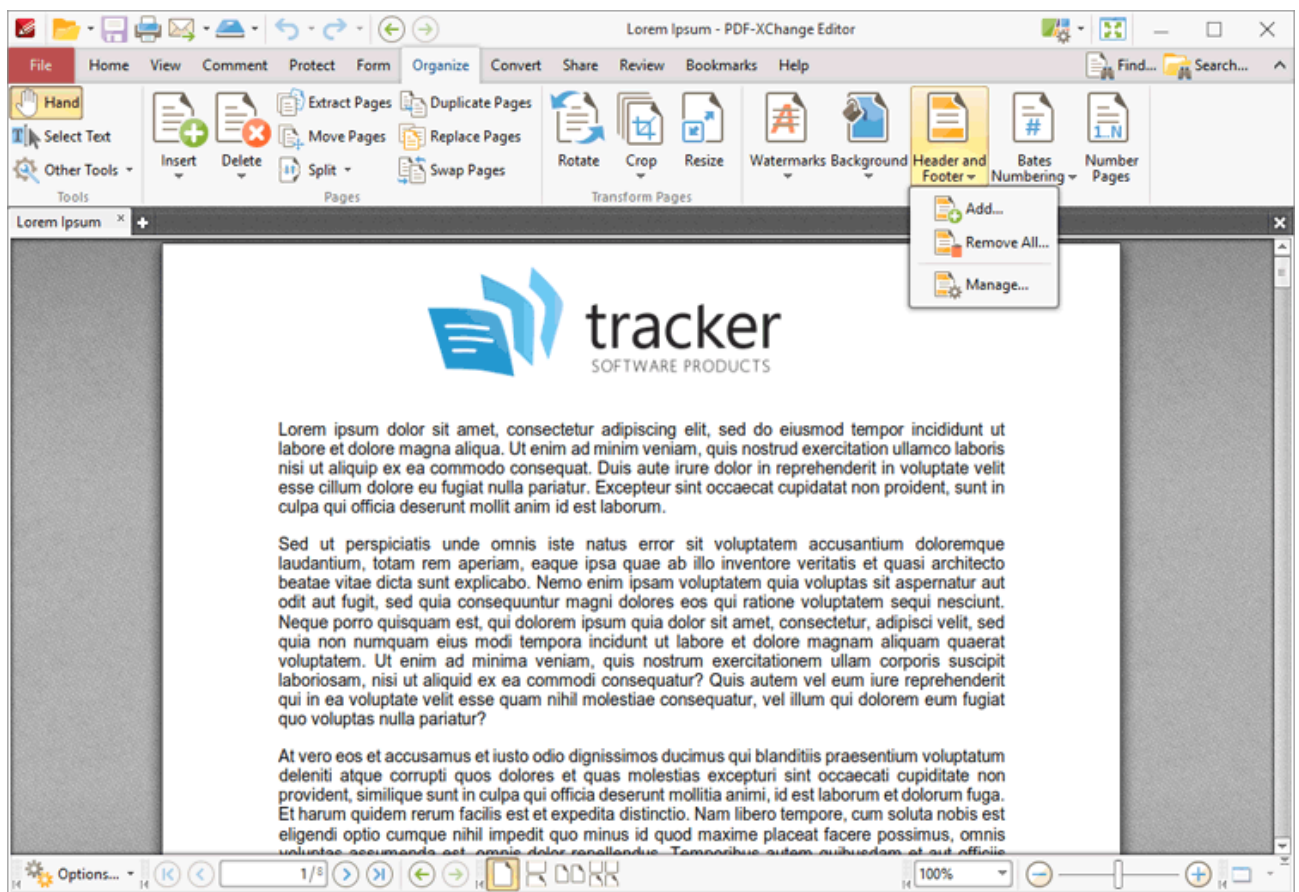 Lorem Ipsum - PDF-XChange Editor
File Home View Comment Protect Form Organize Convert Share Review Bookmarks Help Find... Search...
Hand
Select Text
Other Tools
Tools
Insert
Delete
Extract Pages
Move Pages
Split
Duplicate Pages
Replace Pages
Swap Pages
Pages
Rotate
Crop
Resize
Transform Pages
Watermarks
Background
Header and
Footer
#
Bates
Numbering
1..N
Number
Pages
Add...
Remove All...
Manage...
Lorem Ipsum
tracker
SOFTWARE PRODUCTS
Lorem ipsum dolor sit amet, consectetur adipiscing elit, sed do eiusmod tempor incididunt ut
labore et dolore magna aliqua. Ut enim ad minim veniam, quis nostrud exercitation ullamco laboris
nisi ut aliquip ex ea commodo consequat. Duis aute irure dolor in reprehenderit in voluptate velit
esse cillum dolore eu fugiat nulla pariatur. Excepteur sint occaecat cupidatat non proident, sunt in
culpa qui officia deserunt mollit anim id est laborum.
Sed ut perspiciatis unde omnis iste natus error sit voluptatem accusantium doloremque
laudantium, totam rem aperiam, eaque ipsa quae ab illo inventore veritatis et quasi architecto
beatae vitae dicta sunt explicabo. Nemo enim ipsam voluptatem quia voluptas sit aspernatur aut
odit aut fugit, sed quia consequuntur magni dolores eos qui ratione voluptatem sequi nesciunt.
Neque porro quisquam est, qui dolorem ipsum quia dolor sit amet, consectetur, adipisci velit, sed
quia non numquam eius modi tempora incidunt ut labore et dolore magnam aliquam quaerat
voluptatem. Ut enim ad minima veniam, quis nostrum exercitationem ullam corporis suscipit
laboriosam, nisi ut aliquid ex ea commodi consequatur? Quis autem vel eum iure reprehenderit
qui in ea voluptate velit esse quam nihil molestiae consequatur, vel illum qui dolorem eum fugiat
quo voluptas nulla pariatur?
At vero eos et accusamus et iusto odio dignissimos ducimus qui blanditiis praesentium voluptatum
deleniti atque corrupti quos dolores et quas molestias excepturi sint occaecati cupiditate non
provident, similique sunt in culpa qui officia deserunt mollitia animi, id est laborum et dolorum fuga.
Et harum quidem rerum facilis est et expedita distinctio. Nam libero tempore, cum soluta nobis est
eligendi optio cumque nihil impedit quo minus id quod maxime placeat facere possimus, omnis
voluptas assumenda est, omnis dolor repellendus. Temporibus autem quibusdam et aut officiis
Options... 1/8 100%